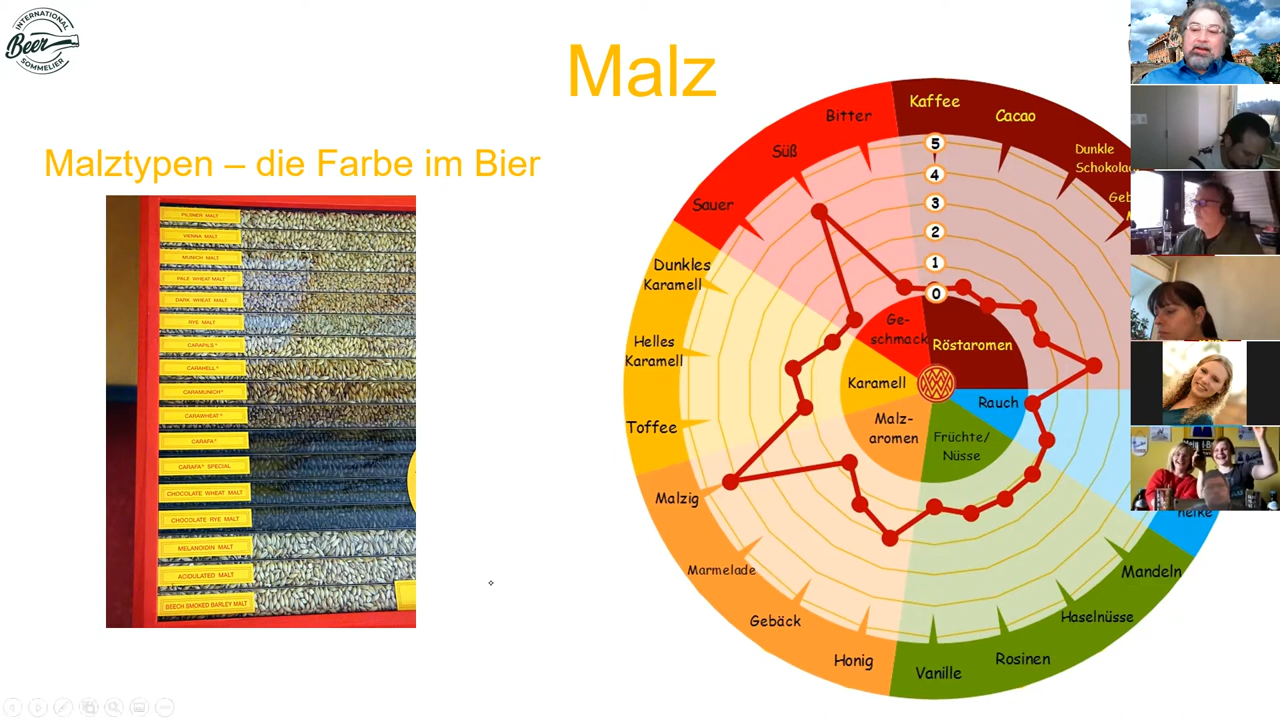 INTERNATIONAL
Beer
SOMMELIER
Malz
Malztypen – die Farbe im Bier
PILSNER MALT
VIENNA MALT
MUNICH MALT
PALE WHEAT MALT
DARK WHEAT MALT
RYE MALT
CARAPILS®
CARAHELL®
CARAMUNICH®
CARAWHEAT®
CARAFA®
CARAFA® SPECIAL
CHOCOLATE WHEAT MALT
CHOCOLATE RYE MALT
MELANOIDIN MALT
ACIDULATED MALT
BEECH SMOKED BARLEY MALT
Kaffee
Cacao
Dunkle
Schokolad
Geb
Bitter
Süß
Sauer
Dunkles
Karamell
Helles
Karamell
Toffee
Malzig
Marmelade
Gebäck
Honig
Vanille
Rosinen
Haselnüsse
Mandeln
nelke
5
4
3
2
1
0
Ge-
schmack
Röstaromen
Karamell
Rauch
Malz-
aromen
Früchte/
Nüsse